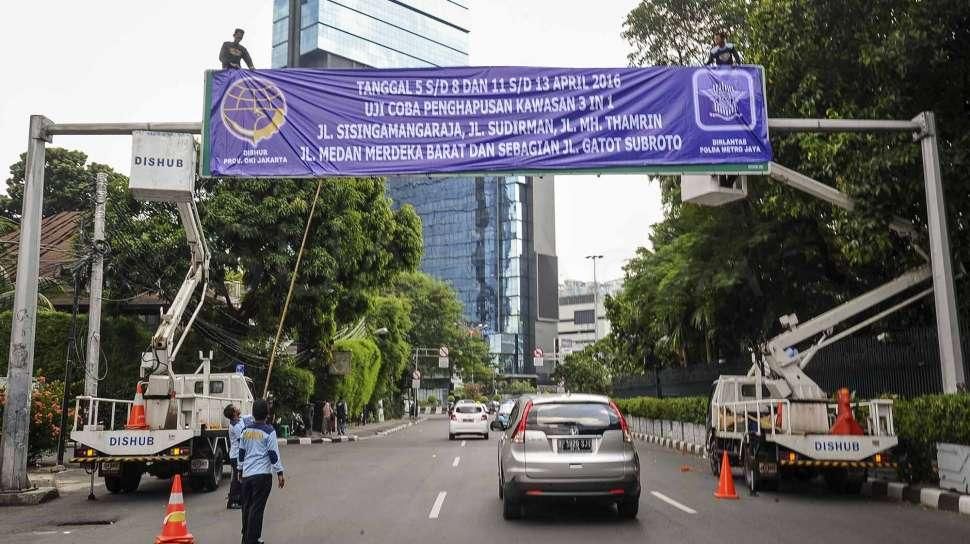 TANGGAL 5 S/D 8 DAN 11 S/D 13 APRIL 2016
UJI COBA PENGHAPUSAN KAWASAN 3 IN 1
JL. SISINGAMANGARAJA, JL. SUDIRMAN, JL. MH. THAMRIN
JL. MEDAN MERDEKA BARAT DAN SEBAGIAN JL. GATOT SUBROTO
DISHUB
PROV. DKI JAKARTA
DIRLANTAS
POLDA METRO JAYA
DISHUB
DISHUB
DISHUB